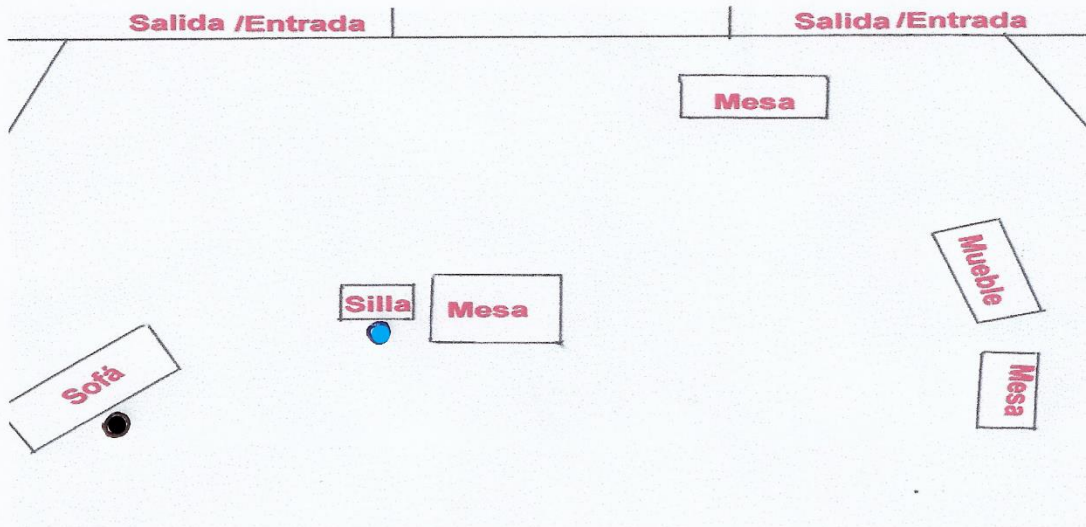 Salida /Entrada
Salida /Entrada
Mesa
Mueble
Silla
Mesa
Sofá
Mesa